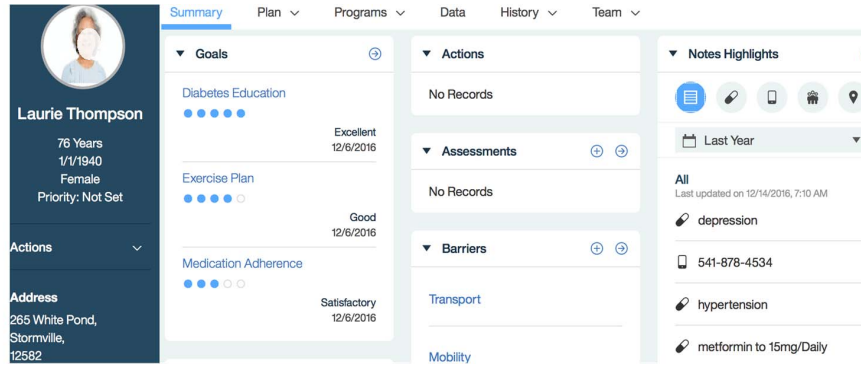 Summary
Plan
Programs
Data
History
Team
Laurie Thompson
76 Years
1/1/1940
Female
Priority: Not Set
Actions
Address
265 White Pond,
Stormville,
12582
Goals
Diabetes Education
Excellent
12/6/2016
Exercise Plan
Good
12/6/2016
Medication Adherence
Satisfactory
12/6/2016
Actions
No Records
Assessments
No Records
Barriers
Transport
Mobility
Notes Highlights
Last Year
All
Last updated on 12/14/2016, 7:10 AM
depression
541-878-4534
hypertension
metformin to 15mg/Daily